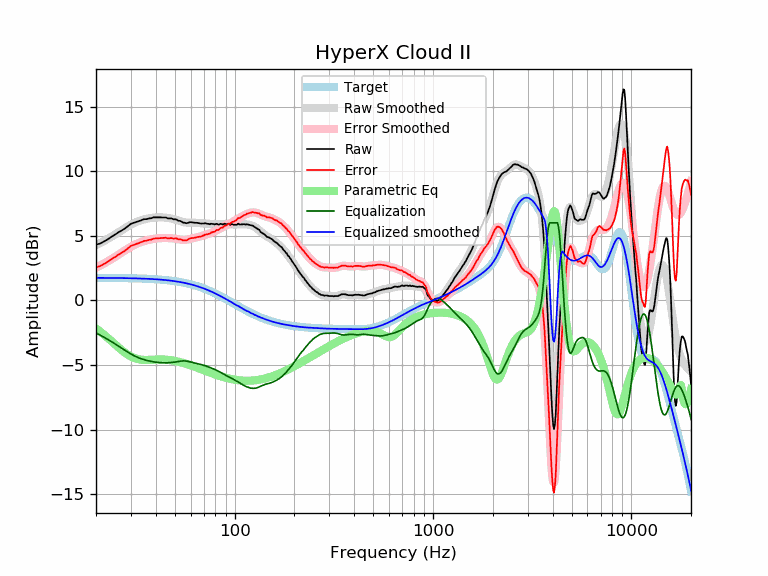 HyperX Cloud II
Target
Raw Smoothed
Error Smoothed
Raw
Error
Parametric Eq
Equalization
Equalized smoothed
15
10
5
0
−5
−10
−15
Amplitude (dBr)
100 1000 10000
Frequency (Hz)